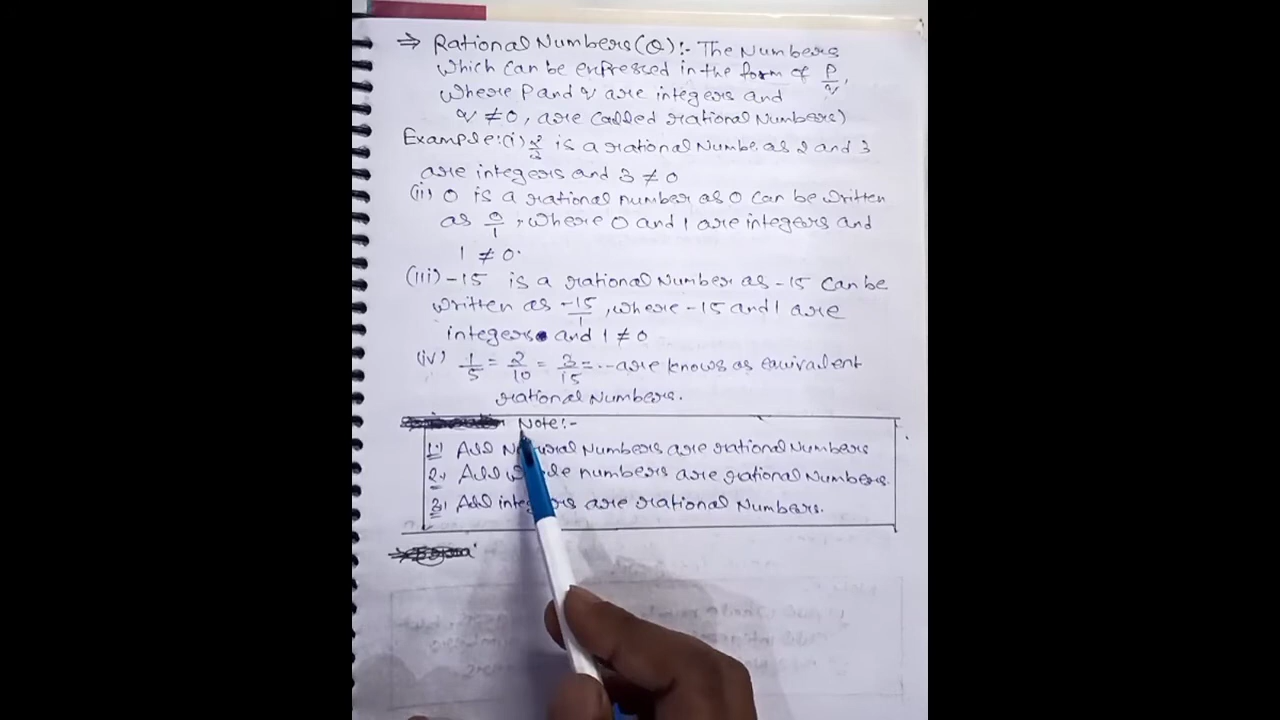 ⇒ Rational Numbers(Q):- The Numbers
which can be expressed in the form of P/q,
where P and q are integers and
q ≠ 0, are called rational Numbers)
Example:(i) 2/3 is a rational Numbe. as 2 and 3
are integers and 3 ≠ 0
(ii) 0 is a rational number as 0 can be written
as 0/1, where 0 and 1 are integers and
1 ≠ 0.
(iii) -15 is a rational Number as -15 can be
written as -15/1, where -15 and 1 are
integers and 1 ≠ 0
(iv) 1/5 = 2/10 = 3/15 = ... are knows as equivalent
rational Numbers.
Note:-
1.) All Natural Numbers are rational Numbers
2.) All whole numbers are rational Numbers.
3.) All integers are rational Numbers.